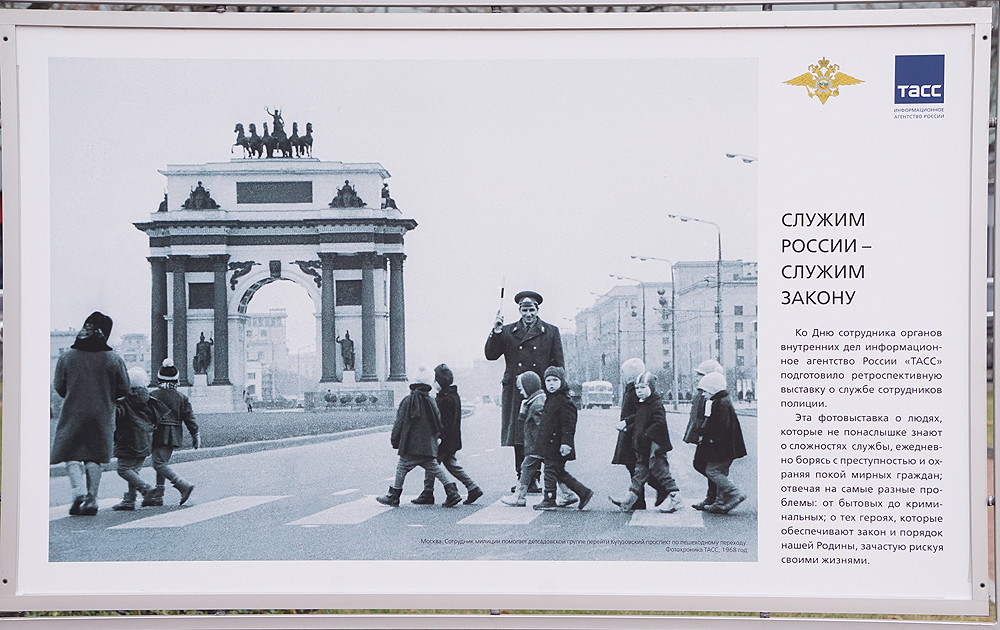 ТАСС
ИНФОРМАЦИОННОЕ
АГЕНТСТВО РОССИИ
СЛУЖИМ
РОССИИ –
СЛУЖИМ
ЗАКОНУ
Ко Дню сотрудника органов
внутренних дел информацион-
ное агентство России «ТАСС»
подготовило ретроспективную
выставку о службе сотрудников
полиции.
Эта фотовыставка о людях,
которые не понаслышке знают
о сложностях службы, ежеднев-
но борясь с преступностью и ох-
раняя покой мирных граждан;
отвечая на самые разные про-
блемы: от бытовых до крими-
нальных; о тех героях, которые
обеспечивают закон и порядок
нашей Родины, зачастую рискуя
своими жизнями.
Москва. Сотрудник милиции помогает детсадовской группе перейти Кутузовский проспект по пешеходному переходу.
Фотохроника ТАСС, 1968 год